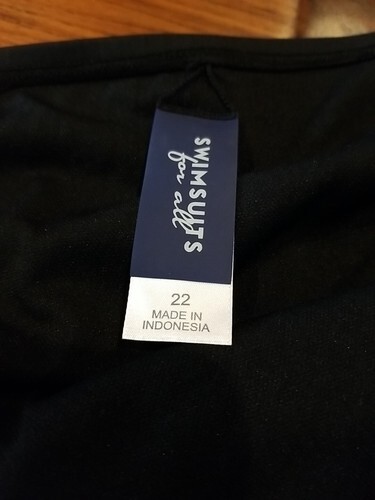 SWIMSUITS
for all
22
MADE IN
INDONESIA